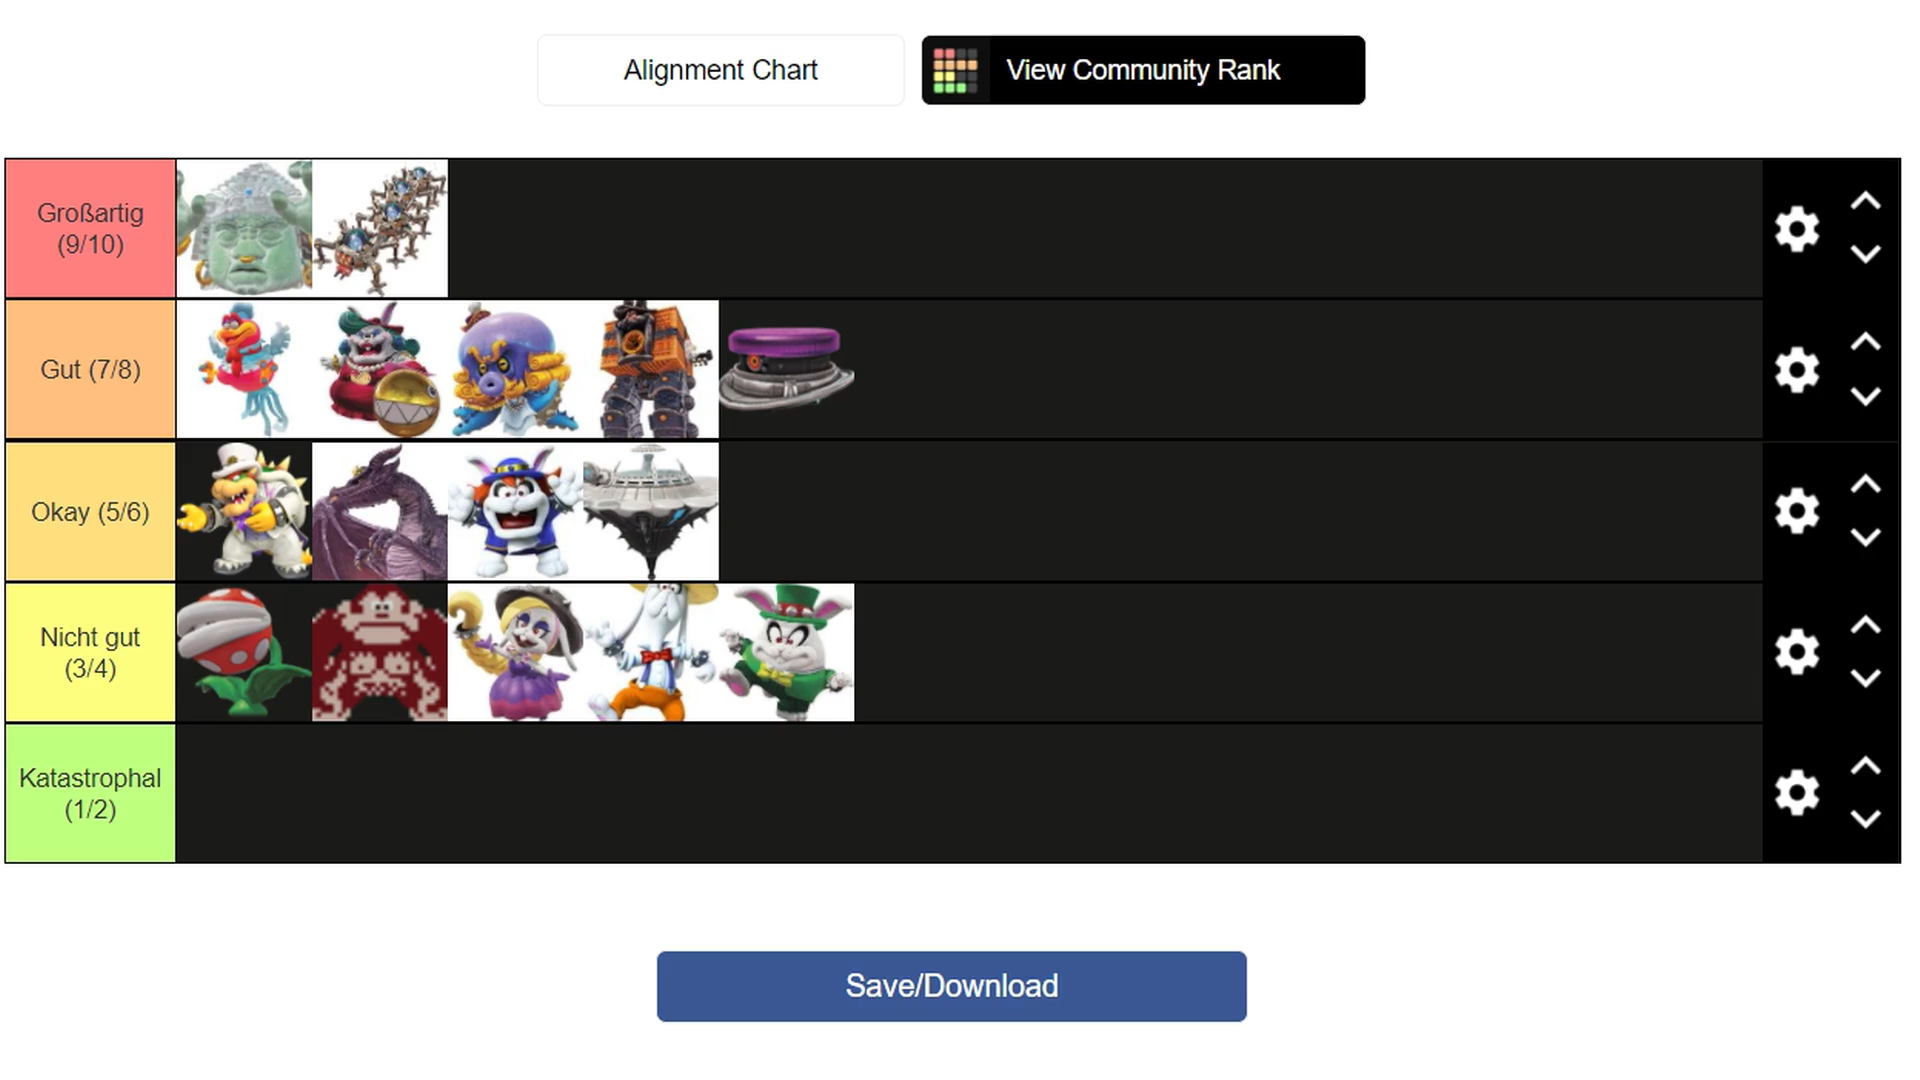 Alignment Chart
View Community Rank
Großartig
(9/10)
Gut (7/8)
Okay (5/6)
Nicht gut
(3/4)
Katastrophal
(1/2)
Save/Download